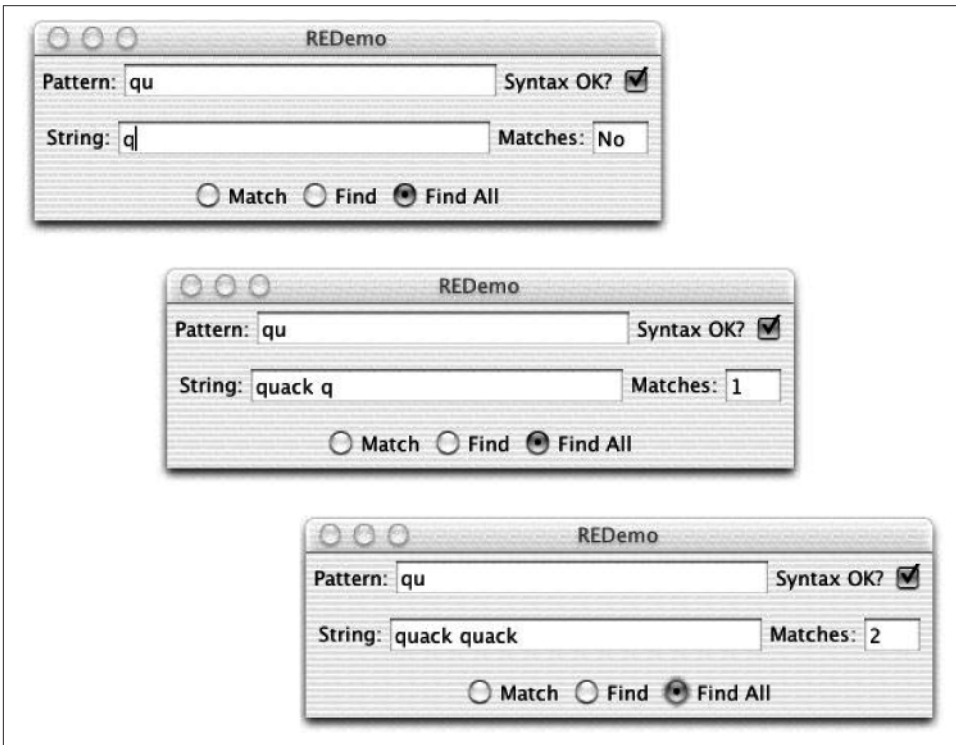 REDemo
Pattern: qu Syntax OK?
String: q Matches: No
Match Find Find All
REDemo
Pattern: qu Syntax OK?
String: quack q Matches: 1
Match Find Find All
REDemo
Pattern: qu Syntax OK?
String: quack quack Matches: 2
Match Find Find All